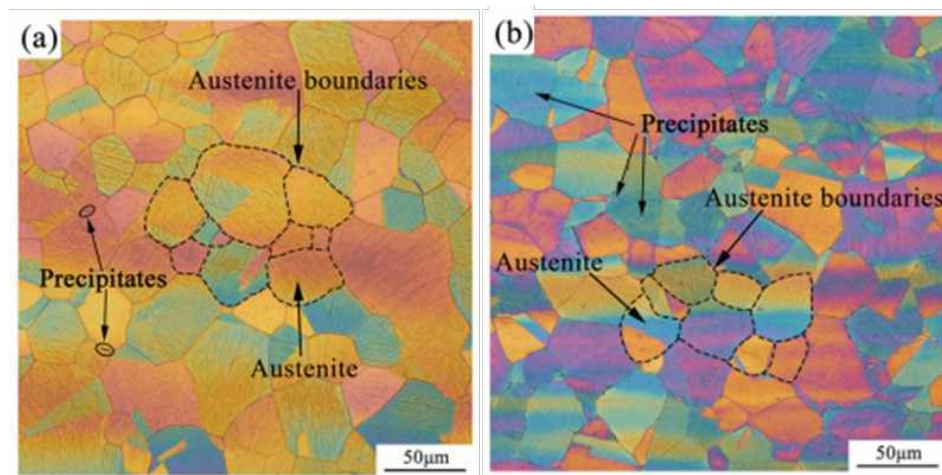 (a)
Austenite boundaries
Precipitates
Austenite
50μm
(b)
Precipitates
Austenite boundaries
Austenite
50μm